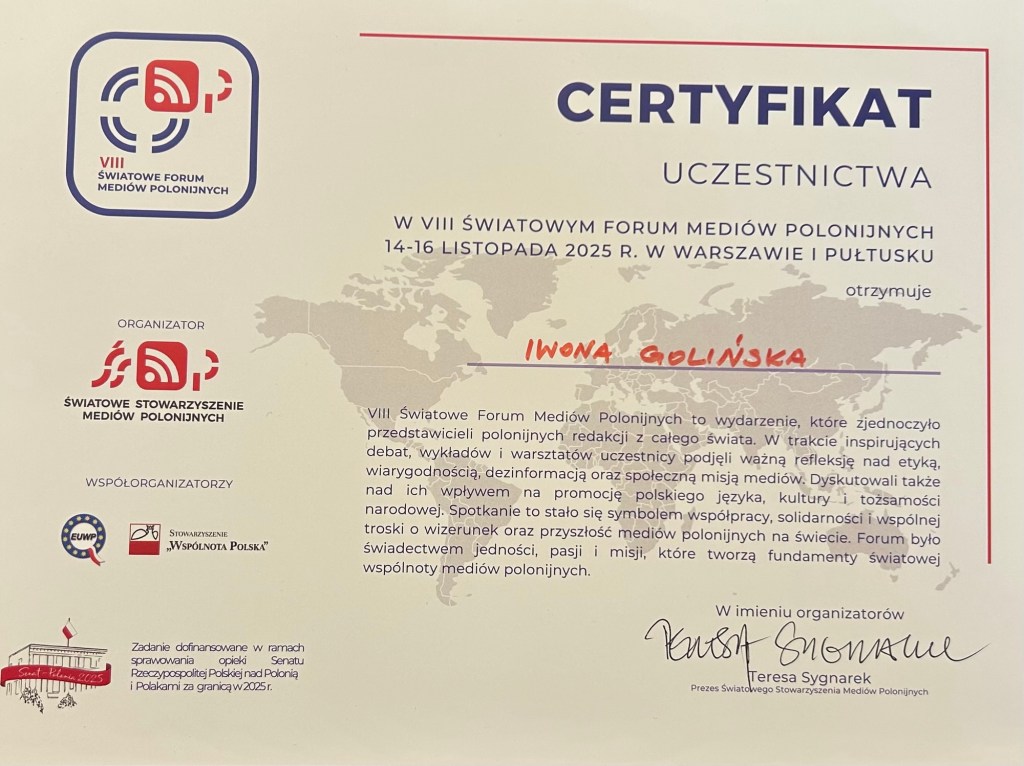 VIII
ŚWIATOWE FORUM
MEDIÓW POLONIJNYCH
CERTYFIKAT
UCZESTNICTWA
W VIII ŚWIATOWYM FORUM MEDIÓW POLONIJNYCH
14-16 LISTOPADA 2025 R. W WARSZAWIE I PUŁTUSKU
otrzymuje
IWONA GOLIŃSKA
ORGANIZATOR
ŚWIATOWE STOWARZYSZENIE
MEDIÓW POLONIJNYCH
WSPÓŁORGANIZATORZY
EUWP
STOWARZYSZENIE
„WSPÓLNOTA POLSKA"
VIII Światowe Forum Mediów Polonijnych to wydarzenie, które zjednoczyło
przedstawicieli polonijnych redakcji z całego świata. W trakcie inspirujących
debat, wykładów i warsztatów uczestnicy podjęli ważną refleksję nad etyką,
wiarygodnością, dezinformacją oraz społeczną misją mediów. Dyskutowali także
nad ich wpływem na promocję polskiego języka, kultury i tożsamości
narodowej. Spotkanie to stało się symbolem współpracy, solidarności i wspólnej
troski o wizerunek oraz przyszłość mediów polonijnych na świecie. Forum było
świadectwem jedności, pasji i misji, które tworzą fundamenty światowej
wspólnoty mediów polonijnych.
Senat - Polonia 2025
Zadanie dofinansowane w ramach
sprawowania opieki Senatu
Rzeczypospolitej Polskiej nad Polonią
i Polakami za granicą w 2025 r.
W imieniu organizatorów
Teresa Sygnarek
Teresa Sygnarek
Prezes Światowego Stowarzyszenia Mediów Polonijnych